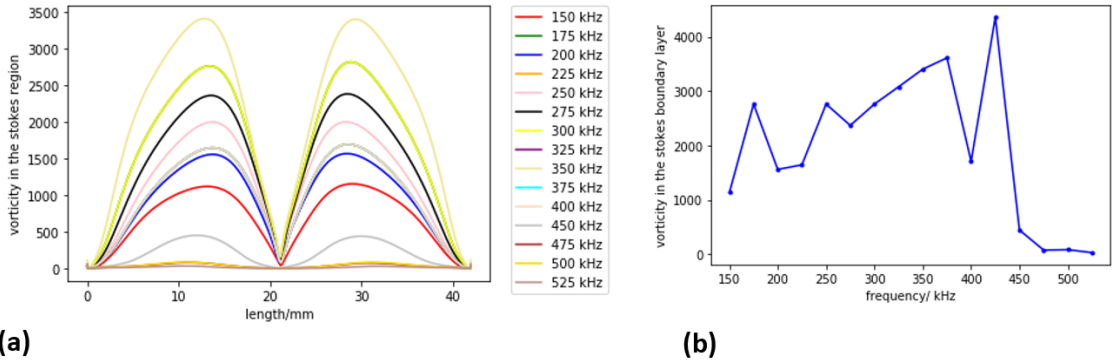 3500
3000
2500
2000
1500
1000
500
0
vorticity in the stokes region
0 10 20 30 40
length/mm
150 kHz
175 kHz
200 kHz
225 kHz
250 kHz
275 kHz
300 kHz
325 kHz
350 kHz
375 kHz
400 kHz
450 kHz
475 kHz
500 kHz
525 kHz
(a)
4000
3000
2000
1000
0
vorticity in the stokes boundary layer
150 200 250 300 350 400 450 500
frequency/ kHz
(b)